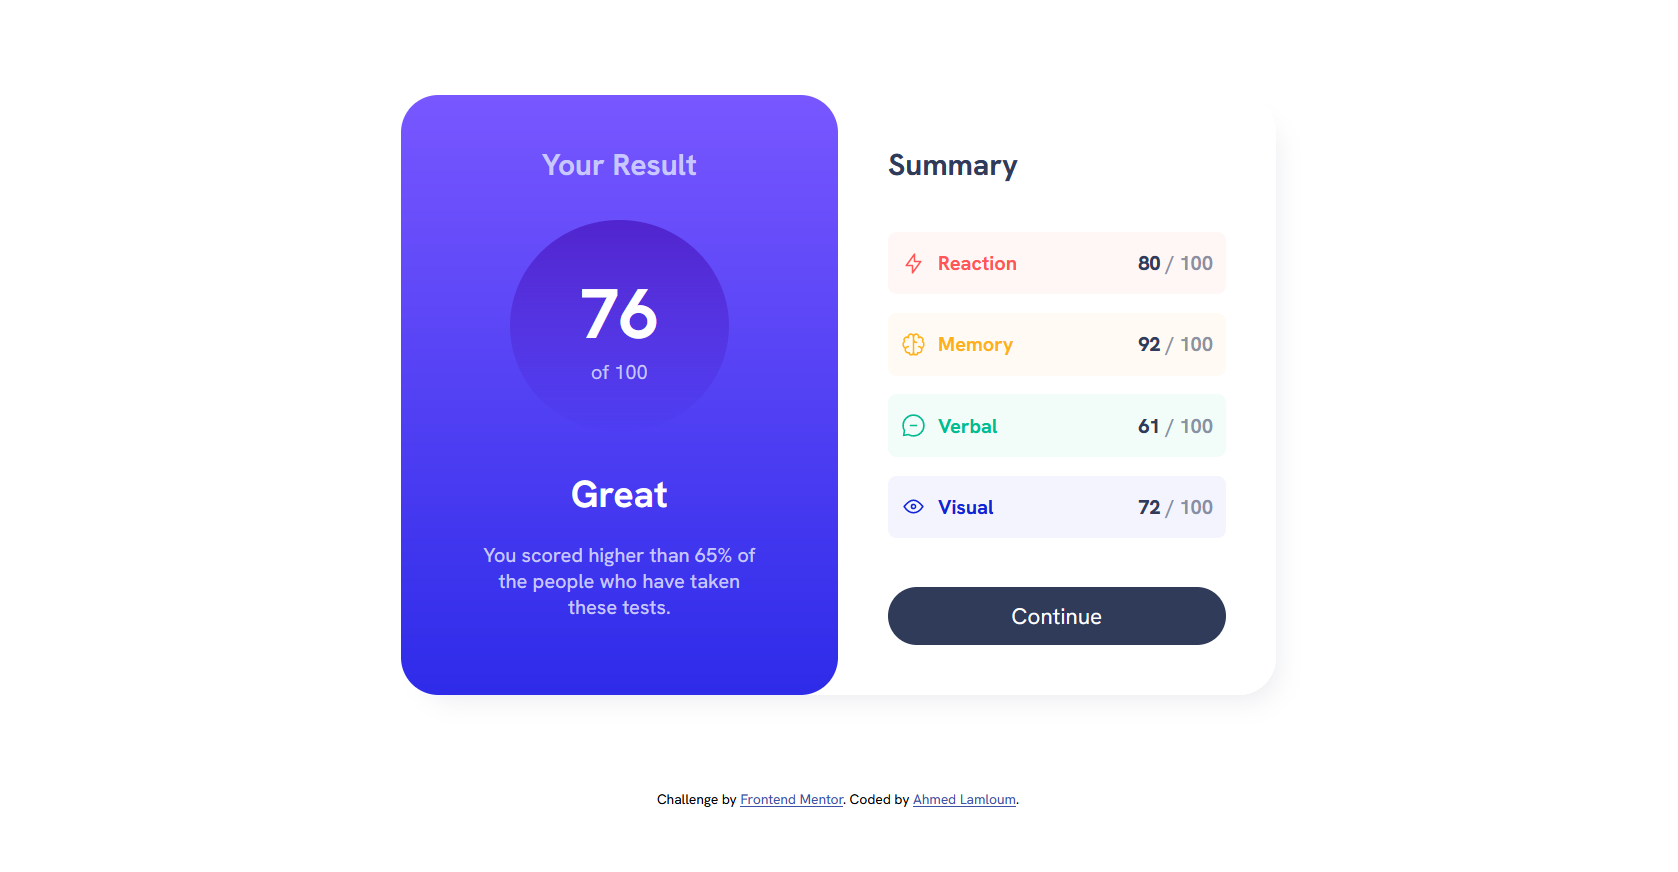 Your Result
76
of 100
Great
You scored higher than 65% of
the people who have taken
these tests.
Summary
Reaction 80 / 100
Memory 92 / 100
Verbal 61 / 100
Visual 72 / 100
Continue
Challenge by Frontend Mentor. Coded by Ahmed Lamloum.